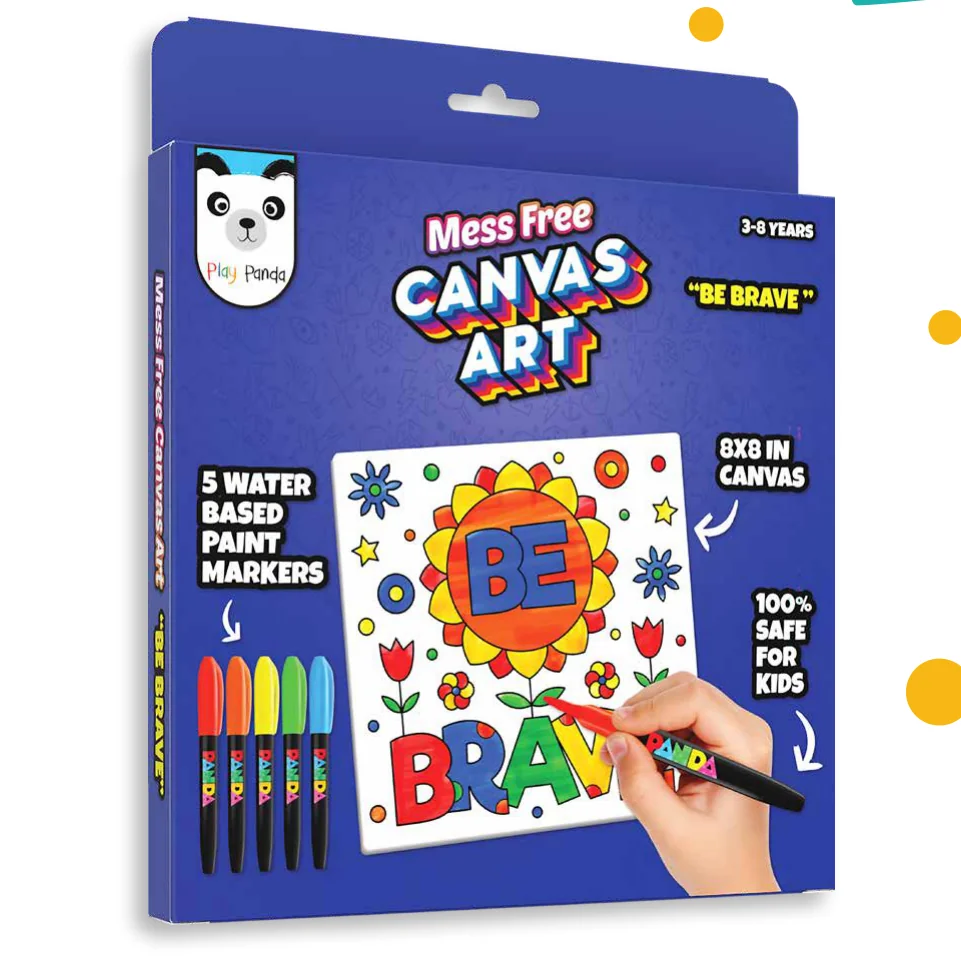 Play Panda
Mess Free
CANVAS
ART
3-8 YEARS
“BE BRAVE”
8X8 IN
CANVAS
5 WATER
BASED
PAINT
MARKERS
100%
SAFE
FOR
KIDS
BE
BRAV
PANDA
PANDA
PANDA
PANDA
PANDA
PANDA
Mess Free Canvas Art “BE BRAVE”